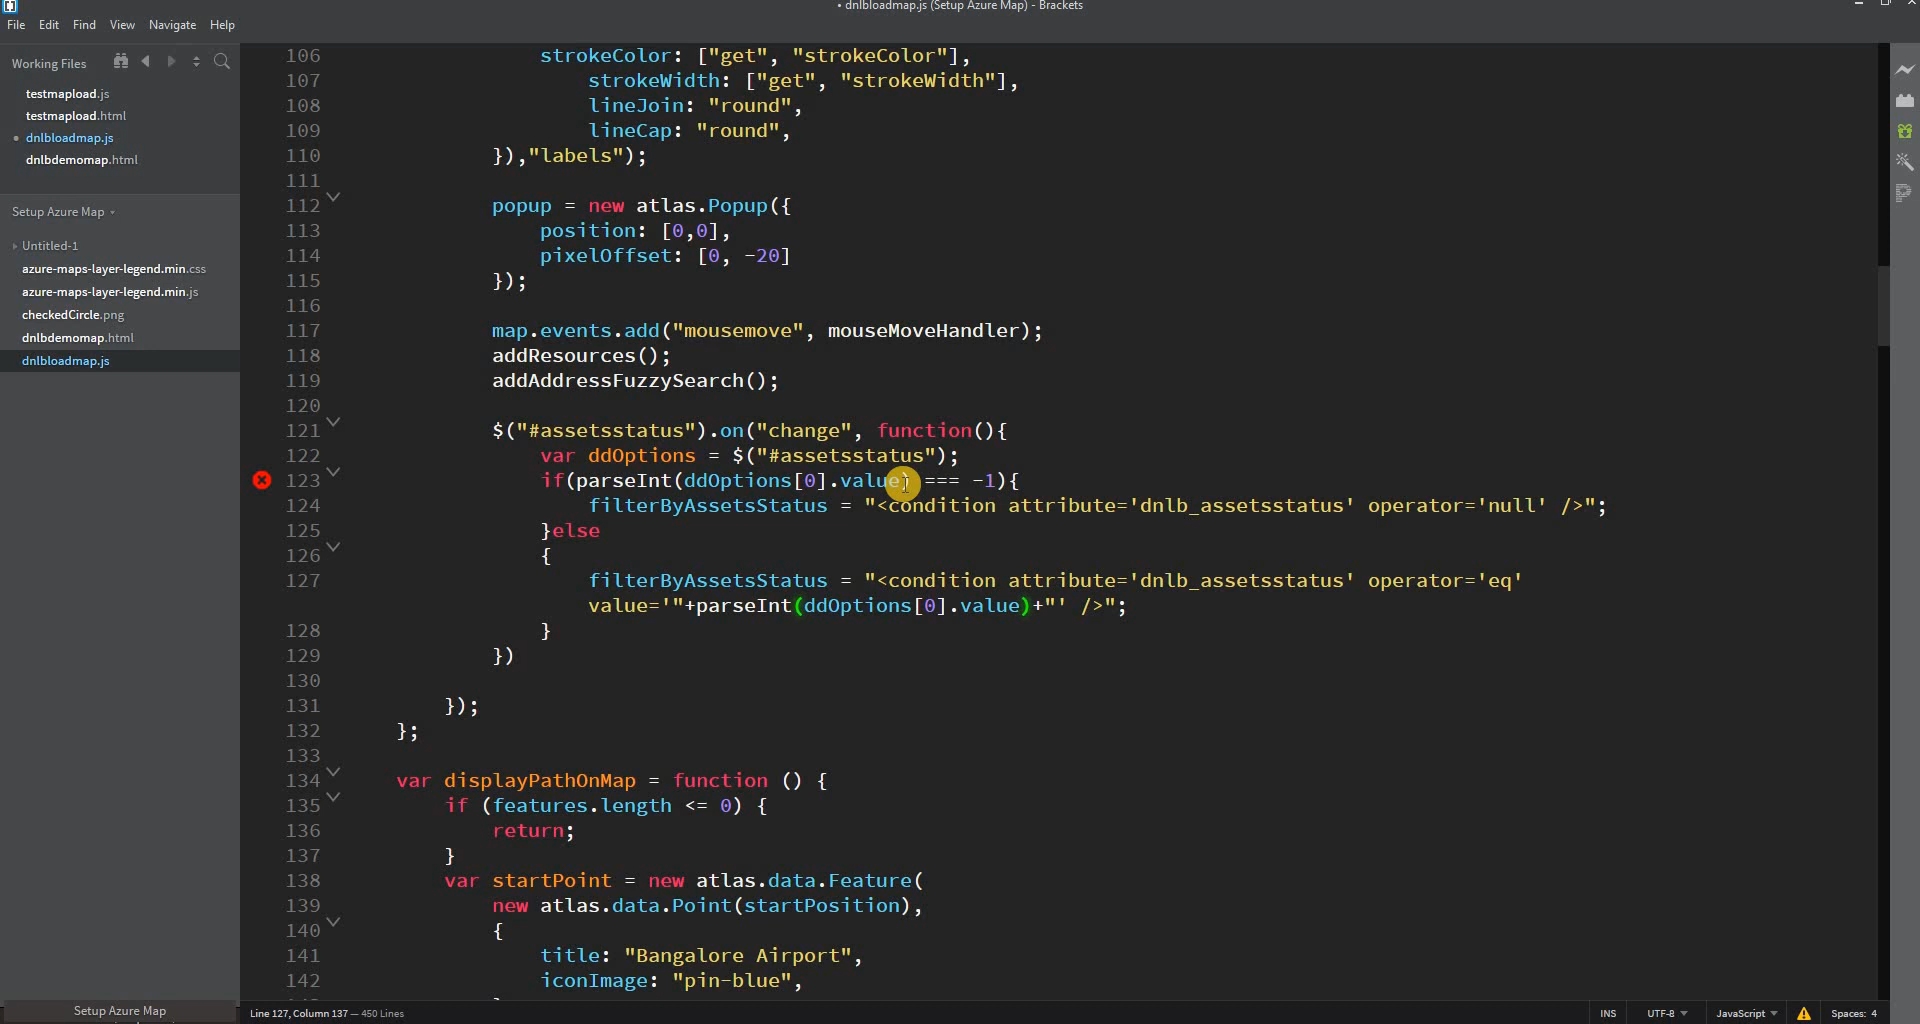 • dnlbloadmap.js (Setup Azure Map) - Brackets
File Edit Find View Navigate Help
Working Files
testmapload.js
testmapload.html
dnlbloadmap.js
dnlbdemomap.html
Setup Azure Map
Untitled-1
azure-maps-layer-legend.min.css
azure-maps-layer-legend.min.js
checkedCircle.png
dnlbdemomap.html
dnlbloadmap.js
Setup Azure Map
106 strokeColor: ["get", "strokeColor"],
107 strokeWidth: ["get", "strokeWidth"],
108 lineJoin: "round",
109 lineCap: "round",
110 }),"labels");
111
112 popup = new atlas.Popup({
113 position: [0,0],
114 pixelOffset: [0, -20]
115 });
116
117 map.events.add("mousemove", mouseMoveHandler);
118 addResources();
119 addAddressFuzzySearch();
120
121 $("#assetsstatus").on("change", function(){
122 var ddOptions = $("#assetsstatus");
123 if(parseInt(ddOptions[0].value) === -1){
124 filterByAssetsStatus = "<condition attribute='dnlb_assetsstatus' operator='null' />";
125 }else
126 {
127 filterByAssetsStatus = "<condition attribute='dnlb_assetsstatus' operator='eq'
value='"+parseInt(ddOptions[0].value)+"' />";
128 }
129 })
130
131 });
132 };
133
134 var displayPathOnMap = function () {
135 if (features.length <= 0) {
136 return;
137 }
138 var startPoint = new atlas.data.Feature(
139 new atlas.data.Point(startPosition),
140 {
141 title: "Bangalore Airport",
142 iconImage: "pin-blue",
Line 127, Column 137 — 450 Lines
INS UTF-8 JavaScript Spaces: 4